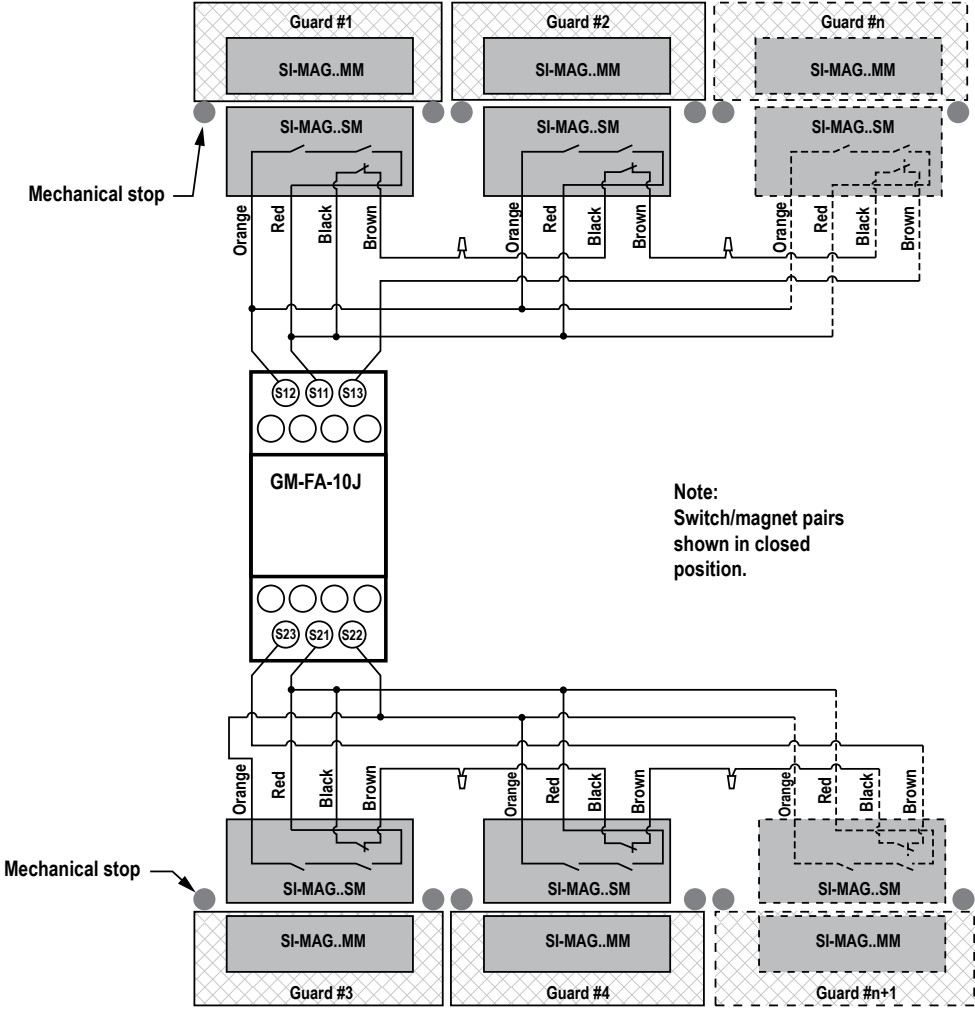 Guard #1
Guard #2
Guard #n
SI-MAG..MM
SI-MAG..MM
SI-MAG..MM
SI-MAG..SM
SI-MAG..SM
SI-MAG..SM
Mechanical stop
Orange
Red
Black
Brown
Orange
Red
Black
Brown
Orange
Red
Black
Brown
S12
S11
S13
GM-FA-10J
Note:
Switch/magnet pairs
shown in closed
position.
S23
S21
S22
Orange
Red
Black
Brown
Orange
Red
Black
Brown
Orange
Red
Black
Brown
Mechanical stop
SI-MAG..SM
SI-MAG..SM
SI-MAG..SM
SI-MAG..MM
SI-MAG..MM
SI-MAG..MM
Guard #3
Guard #4
Guard #n+1